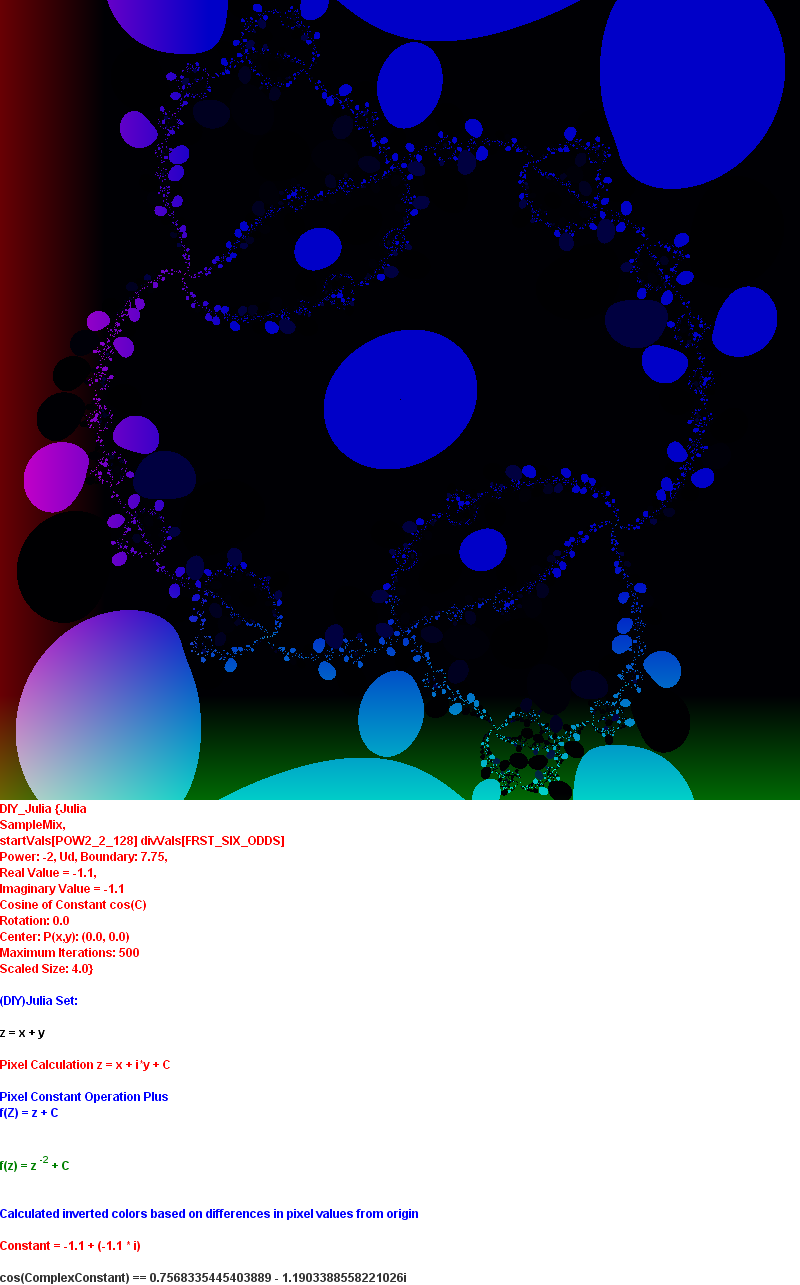 DIY_Julia {Julia
SampleMix,
startVals[POW2_2_128] divVals[FRST_SIX_ODDS]
Power: -2, Ud, Boundary: 7.75,
Real Value = -1.1,
Imaginary Value = -1.1
Cosine of Constant cos(C)
Rotation: 0.0
Center: P(x,y): (0.0, 0.0)
Maximum Iterations: 500
Scaled Size: 4.0}
(DIY)Julia Set:
z = x + y
Pixel Calculation z = x + i*y + C
Pixel Constant Operation Plus
f(Z) = z + C
f(z) = z -2 + C
Calculated inverted colors based on differences in pixel values from origin
Constant = -1.1 + (-1.1 * i)
cos(ComplexConstant) == 0.7568335445403889 - 1.1903388558221026i